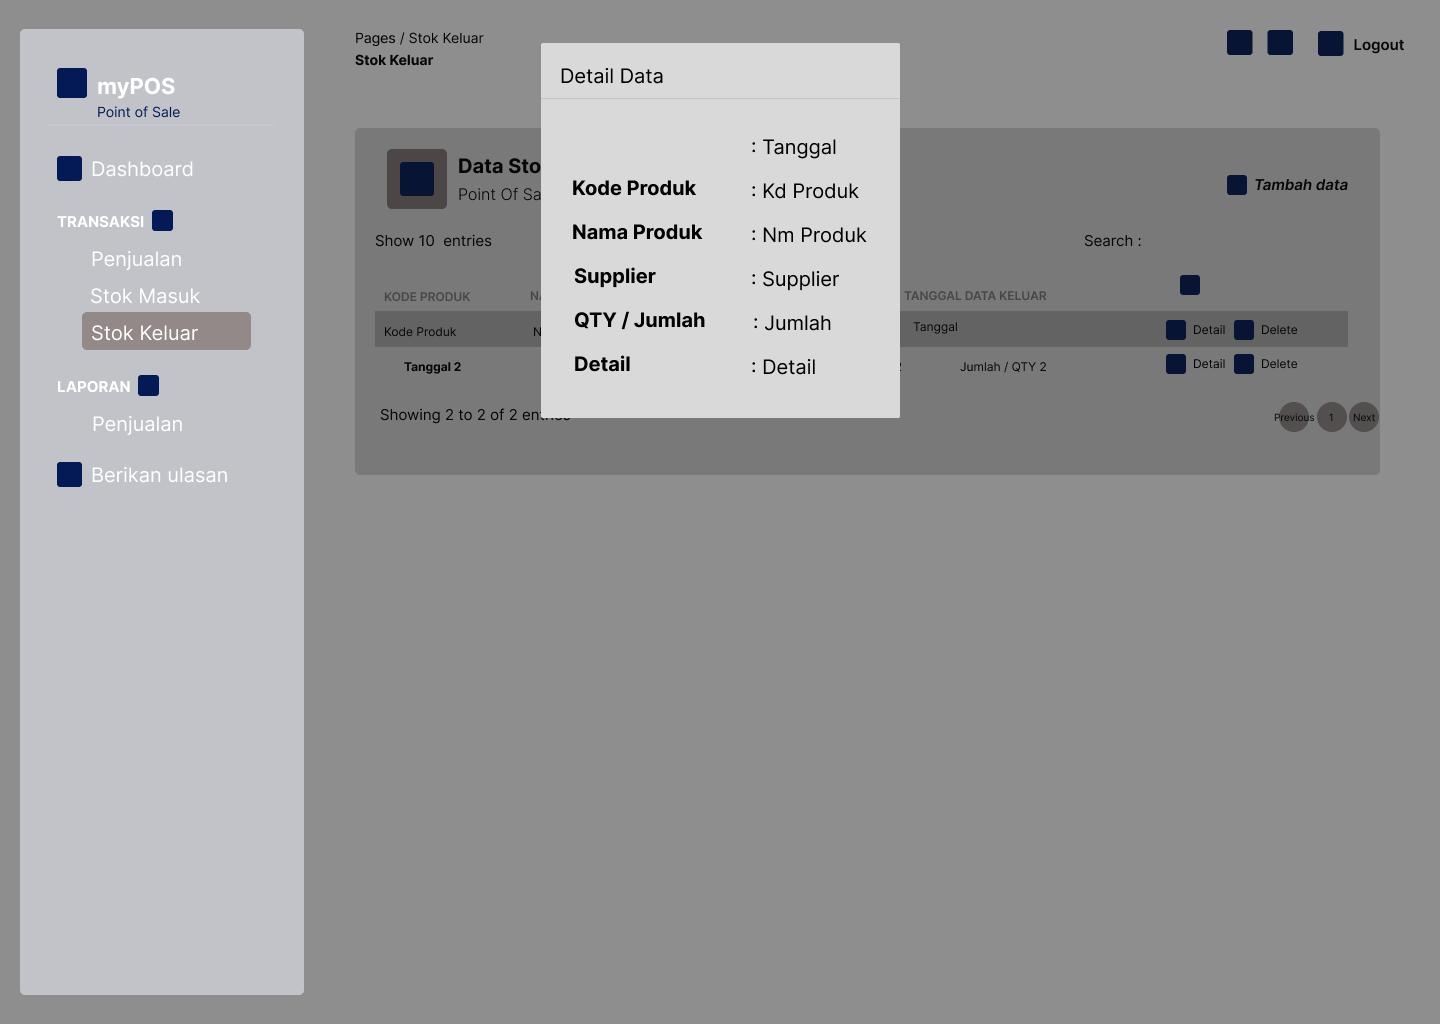 myPOS
Point of Sale
Dashboard
TRANSAKSI
Penjualan
Stok Masuk
Stok Keluar
LAPORAN
Penjualan
Berikan ulasan
Pages / Stok Keluar
Stok Keluar
Logout
Data Sto
Point Of Sa
Tambah data
Show 10 entries
Search :
KODE PRODUK
TANGGAL DATA KELUAR
Kode Produk
Tanggal
Detail
Delete
Tanggal 2
Jumlah / QTY 2
Detail
Delete
Showing 2 to 2 of 2 entries
Previous
1
Next
Detail Data
: Tanggal
Kode Produk : Kd Produk
Nama Produk : Nm Produk
Supplier : Supplier
QTY / Jumlah : Jumlah
Detail : Detail